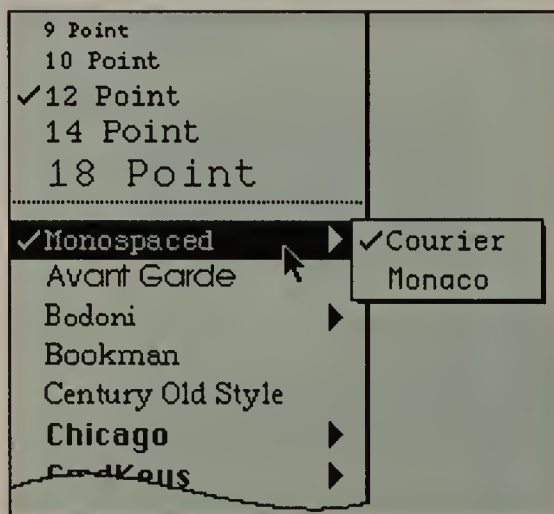 9 Point
10 Point
✓12 Point
14 Point
18 Point
✓Monospaced
✓Courier
Monaco
Avant Garde
Bodoni
Bookman
Century Old Style
Chicago